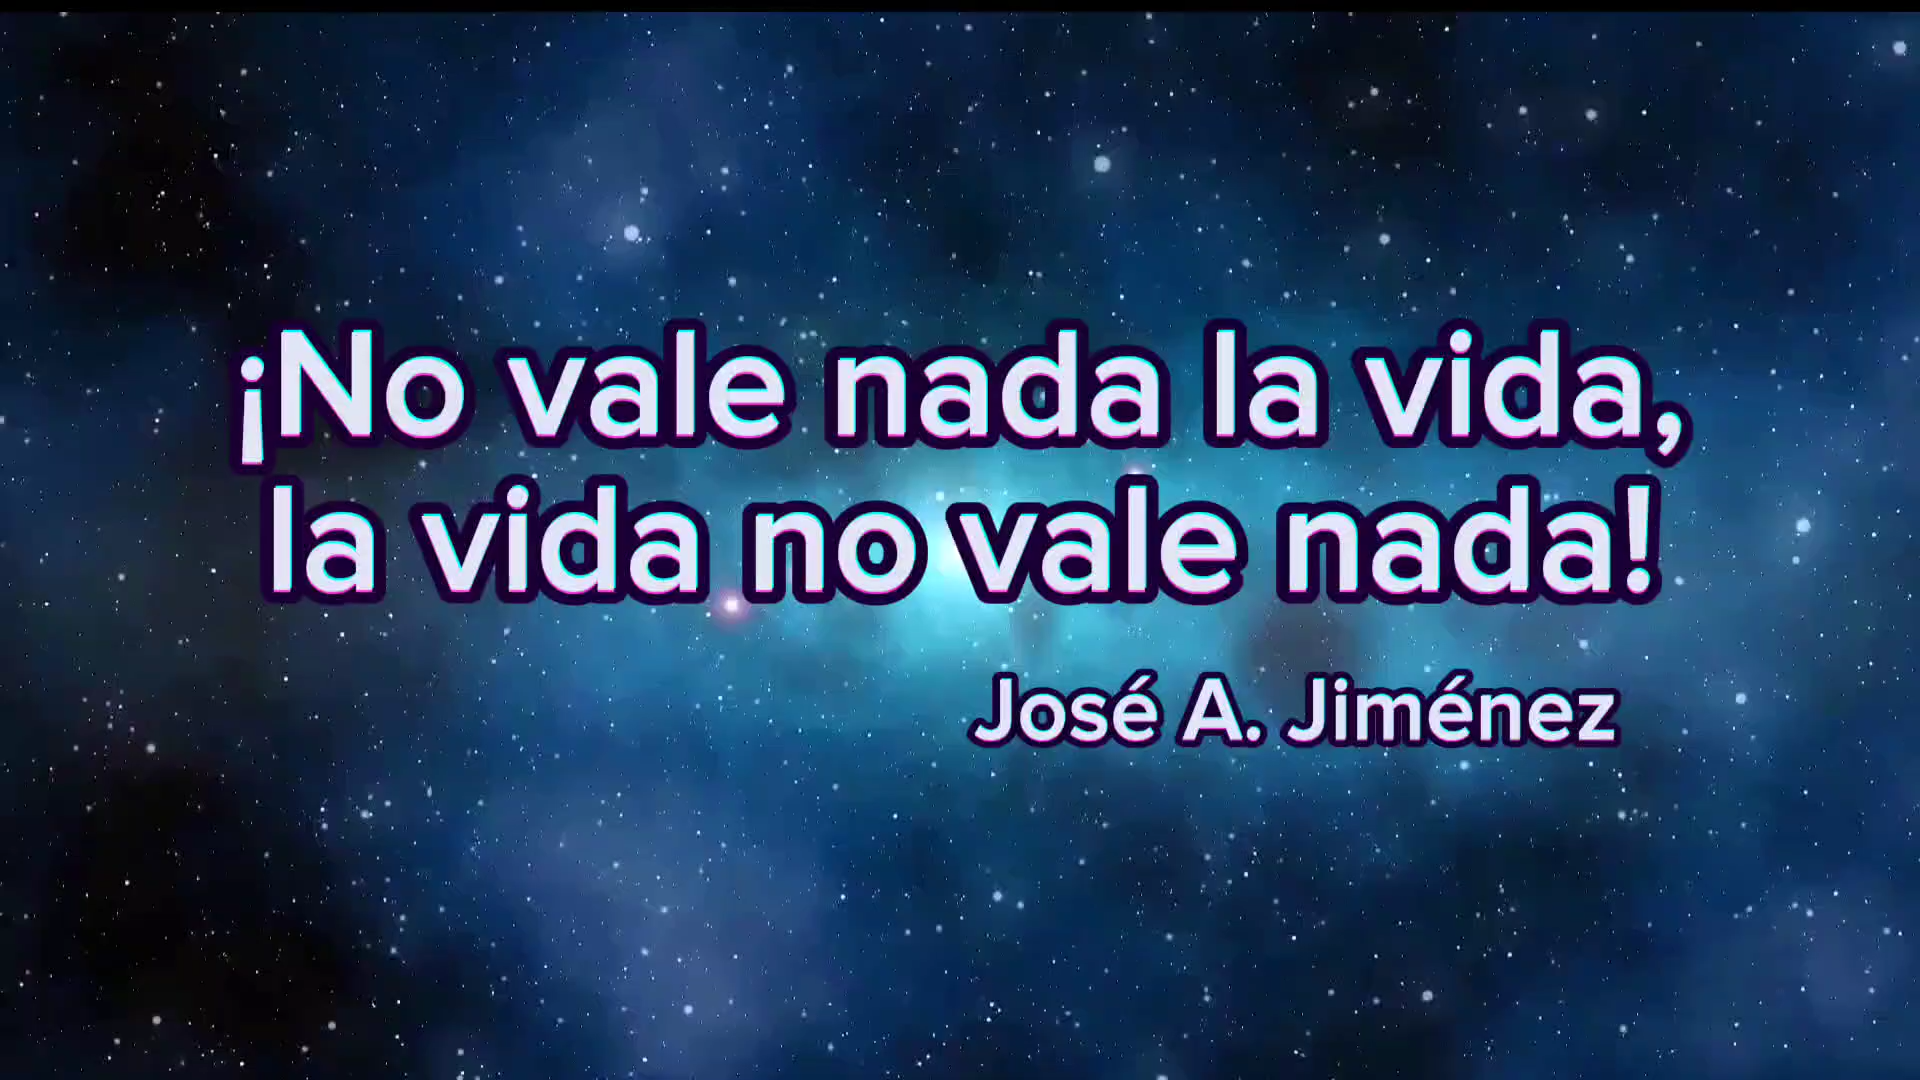 ¡No vale nada la vida,
la vida no vale nada!
José A. Jiménez